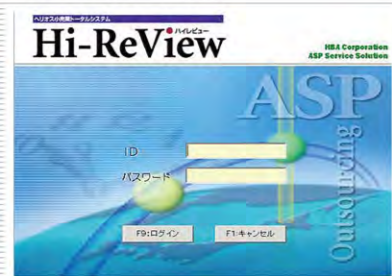 ヘリオス小売業トータルシステム
ハイレビュー
Hi-ReView
HBA Corporation
ASP Service Solution
ASP
Outsourcing
ID
パスワード
F9:ログイン
F1:キャンセル